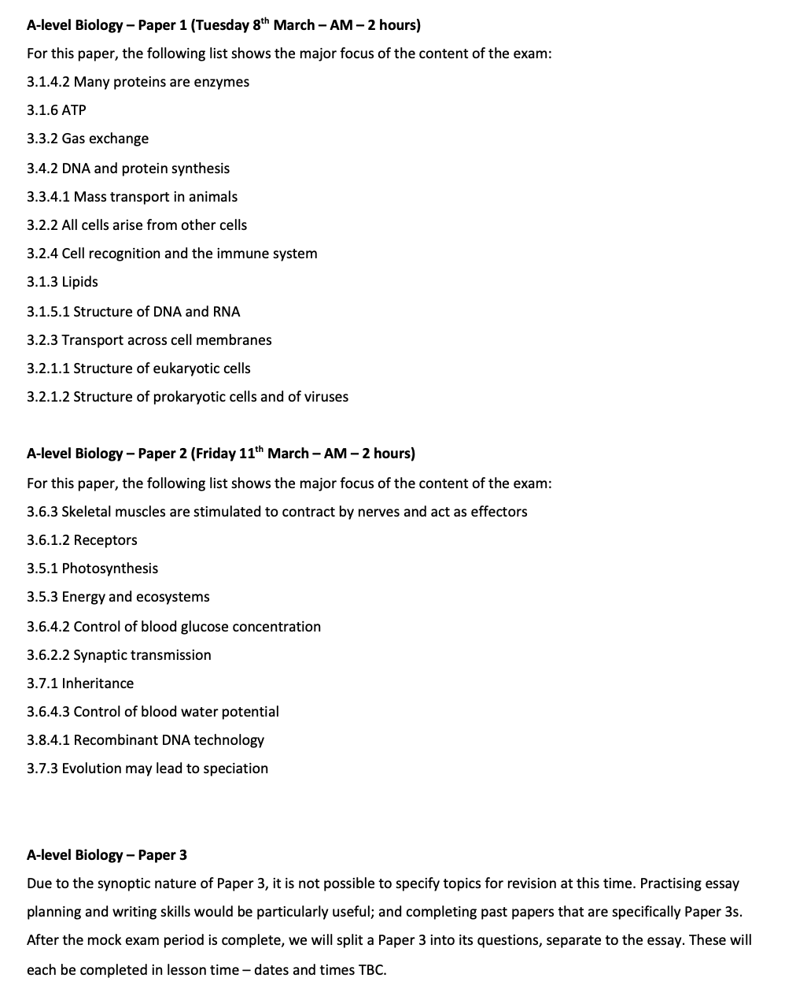 A-level Biology – Paper 1 (Tuesday 8th March – AM – 2 hours)
For this paper, the following list shows the major focus of the content of the exam:
3.1.4.2 Many proteins are enzymes
3.1.6 ATP
3.3.2 Gas exchange
3.4.2 DNA and protein synthesis
3.3.4.1 Mass transport in animals
3.2.2 All cells arise from other cells
3.2.4 Cell recognition and the immune system
3.1.3 Lipids
3.1.5.1 Structure of DNA and RNA
3.2.3 Transport across cell membranes
3.2.1.1 Structure of eukaryotic cells
3.2.1.2 Structure of prokaryotic cells and of viruses
A-level Biology – Paper 2 (Friday 11th March – AM – 2 hours)
For this paper, the following list shows the major focus of the content of the exam:
3.6.3 Skeletal muscles are stimulated to contract by nerves and act as effectors
3.6.1.2 Receptors
3.5.1 Photosynthesis
3.5.3 Energy and ecosystems
3.6.4.2 Control of blood glucose concentration
3.6.2.2 Synaptic transmission
3.7.1 Inheritance
3.6.4.3 Control of blood water potential
3.8.4.1 Recombinant DNA technology
3.7.3 Evolution may lead to speciation
A-level Biology – Paper 3
Due to the synoptic nature of Paper 3, it is not possible to specify topics for revision at this time. Practising essay
planning and writing skills would be particularly useful; and completing past papers that are specifically Paper 3s.
After the mock exam period is complete, we will split a Paper 3 into its questions, separate to the essay. These will
each be completed in lesson time – dates and times TBC.